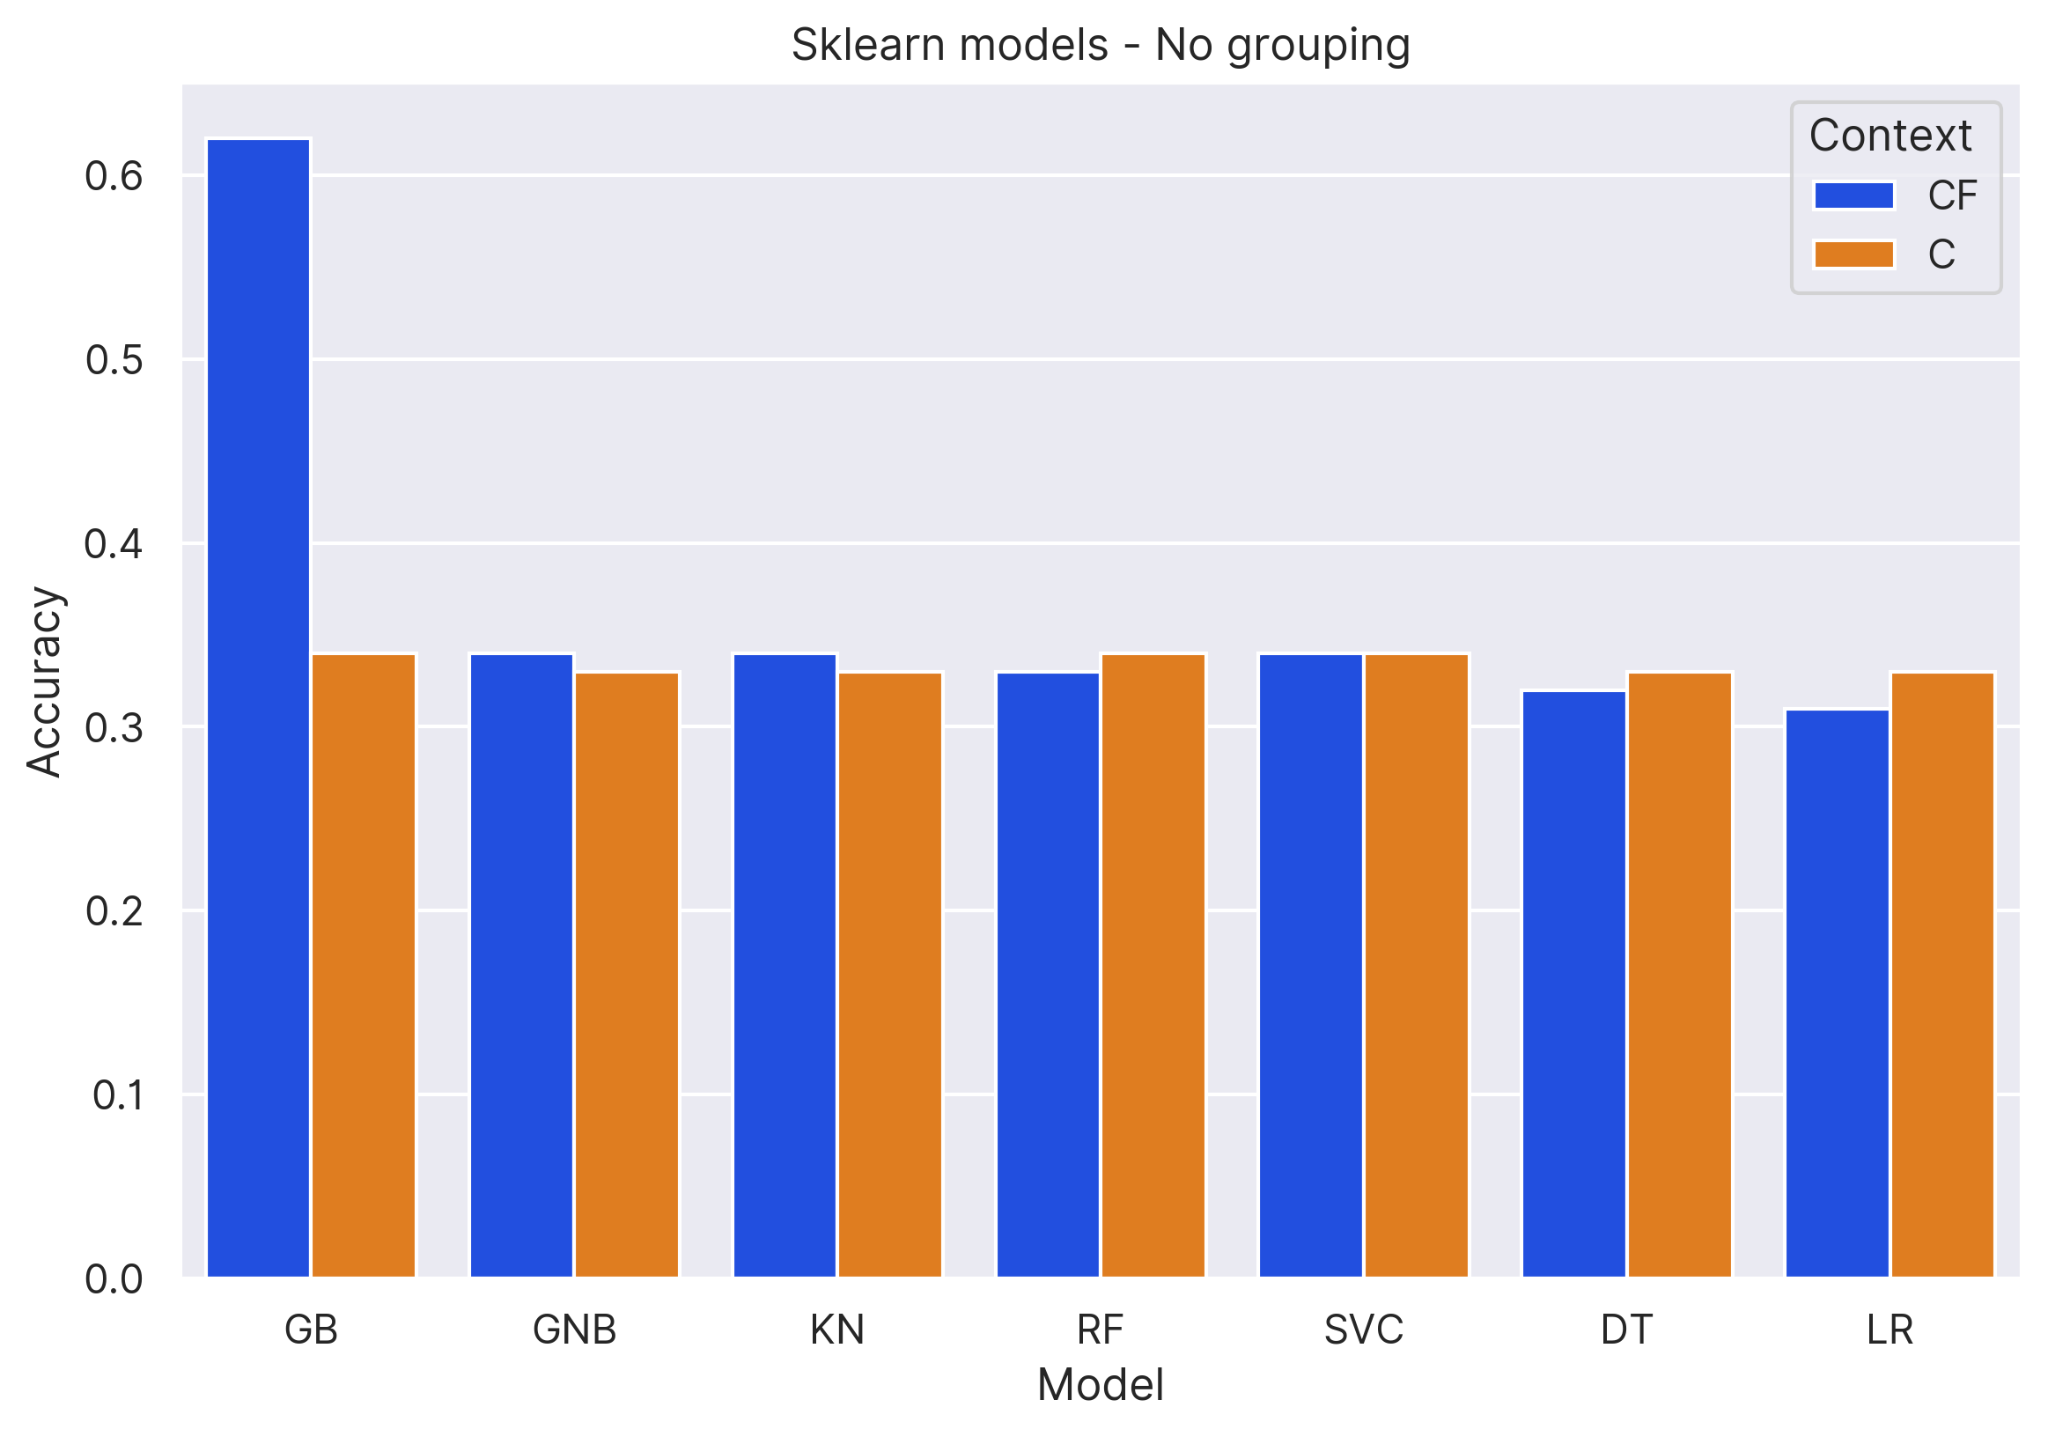 Sklearn models - No grouping
Context
CF
C
Accuracy
0.6
0.5
0.4
0.3
0.2
0.1
0.0
GB GNB KN RF SVC DT LR
Model